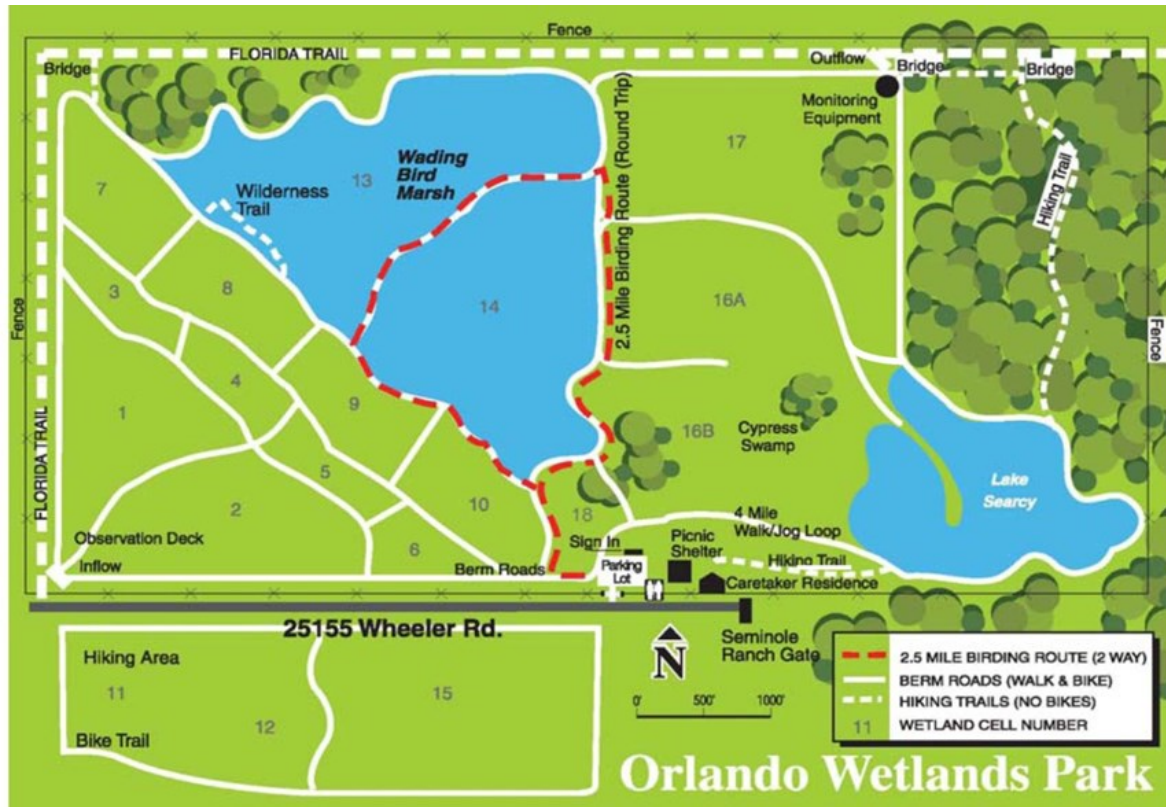 Fence
FLORIDA TRAIL
Bridge
Outflow
Bridge
Bridge
Monitoring
Equipment
17
7
Wading
Bird
Marsh
13
Wilderness
Trail
2.5 Mile Birding Route (Round Trip)
Hiking Trail
3
8
16A
14
Fence
Fence
4
9
1
FLORIDA TRAIL
16B
Cypress
Swamp
5
2
10
Lake
Searcy
18
4 Mile
Walk/Jog Loop
Observation Deck
6
Sign In
Picnic
Shelter
Hiking Trail
Inflow
Berm Roads
Parking
Lot
Caretaker Residence
25155 Wheeler Rd.
Seminole
Ranch Gate
N
Hiking Area
11
15
12
Bike Trail
0'
500'
1000'
2.5 MILE BIRDING ROUTE (2 WAY)
BERM ROADS (WALK & BIKE)
HIKING TRAILS (NO BIKES)
11 WETLAND CELL NUMBER
Orlando Wetlands Park